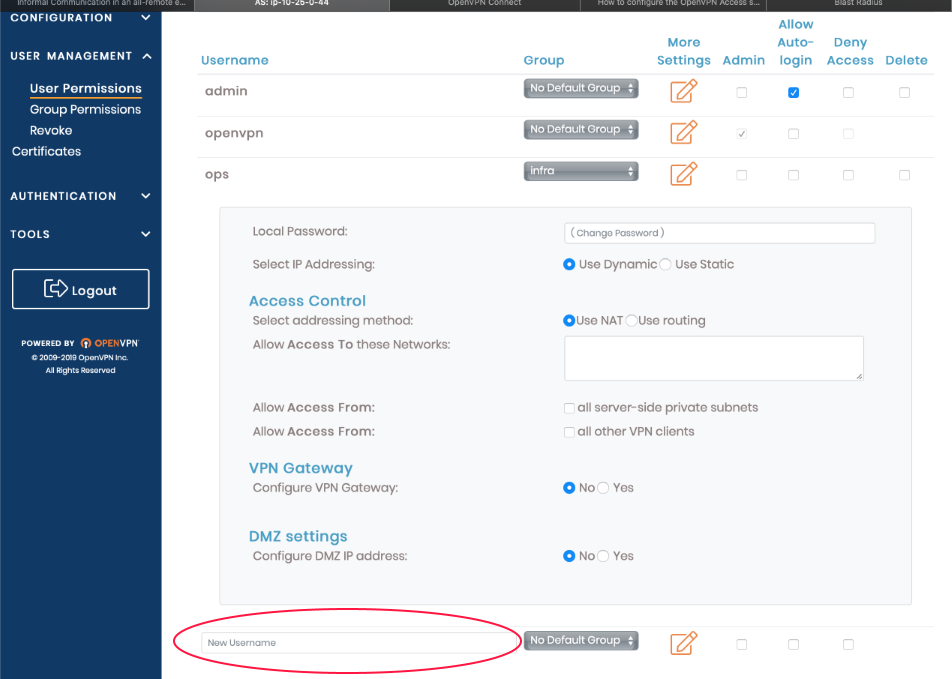 Informal Communication in an all-remote e... AS: ip-10-25-0-44 OpenVPN Connect How to configure the OpenVPN Access s... Blast Radius
CONFIGURATION
USER MANAGEMENT
User Permissions
Group Permissions
Revoke
Certificates
AUTHENTICATION
TOOLS
Logout
POWERED BY OPENVPN
© 2009-2019 OpenVPN Inc.
All Rights Reserved
Username Group More Settings Admin Allow Auto-login Deny Access Delete
admin No Default Group
openvpn No Default Group
ops infra
Local Password: ( Change Password )
Select IP Addressing: Use Dynamic Use Static
Access Control
Select addressing method: Use NAT Use routing
Allow Access To these Networks:
Allow Access From: all server-side private subnets
Allow Access From: all other VPN clients
VPN Gateway
Configure VPN Gateway: No Yes
DMZ settings
Configure DMZ IP address: No Yes
New Username No Default Group